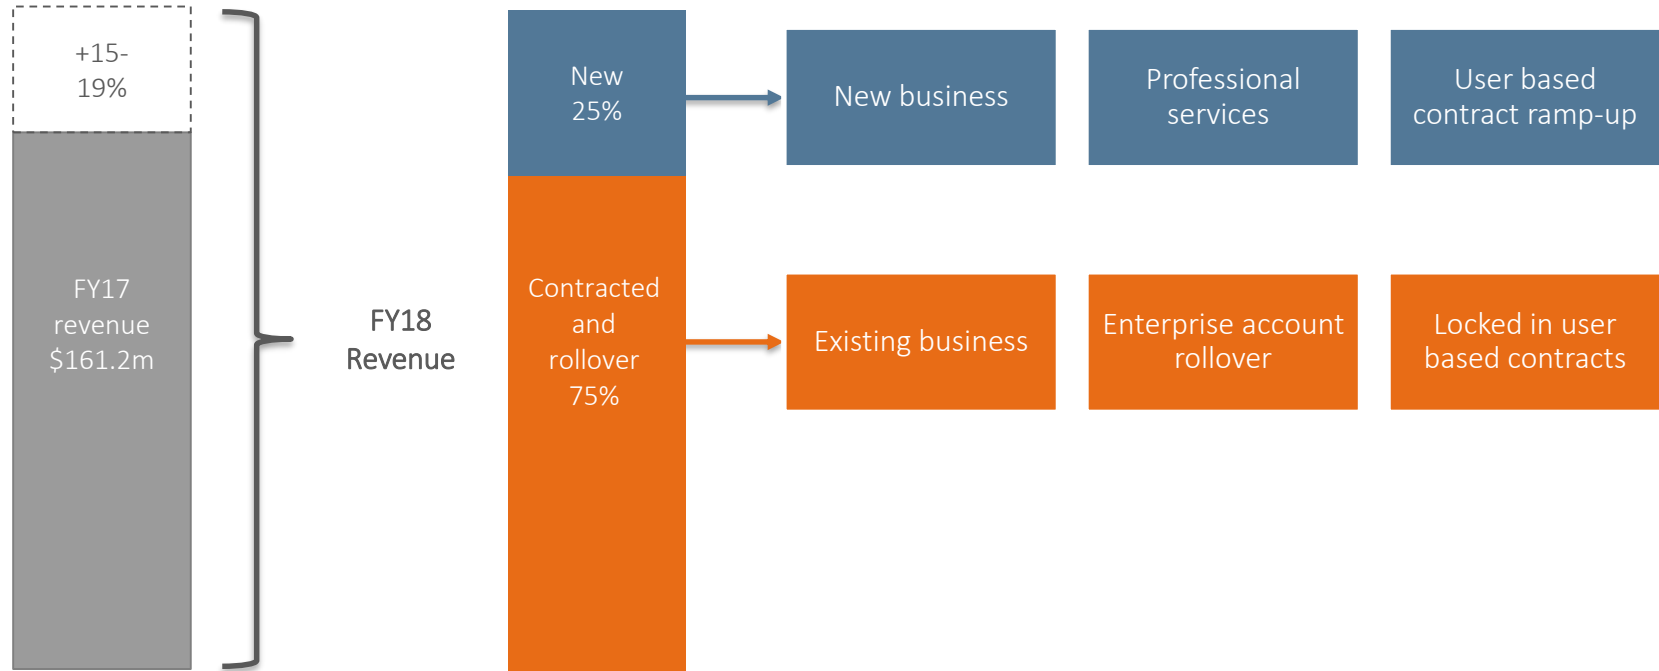 +15-
19%
FY17
revenue
$161.2m
FY18
Revenue
New
25%
Contracted
and
rollover
75%
New business
Professional
services
User based
contract ramp-up
Existing business
Enterprise account
rollover
Locked in user
based contracts